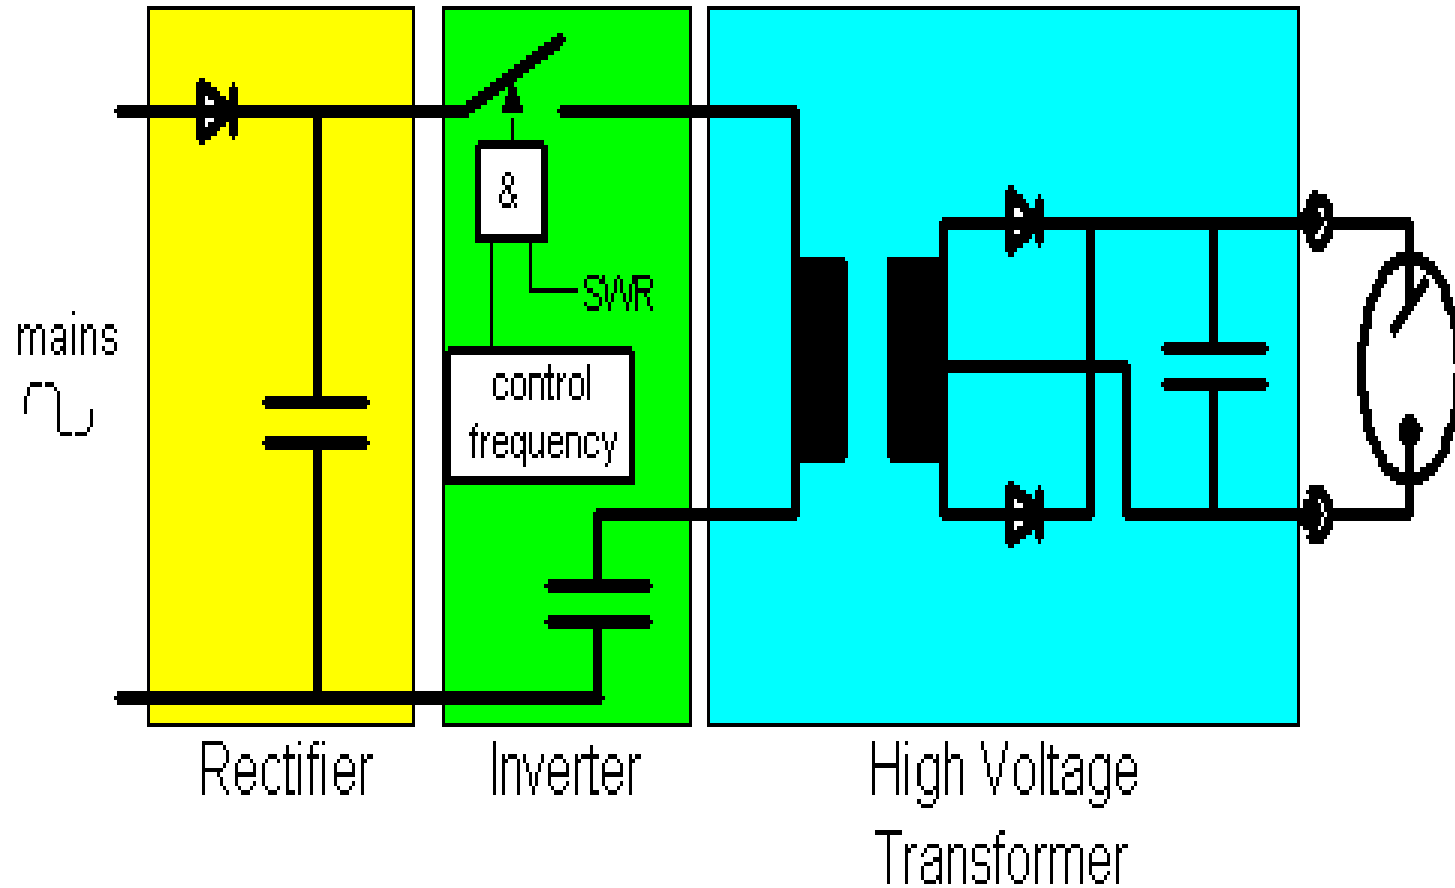 &
SWR
mains
control
frequency
Rectifier
Inverter
High Voltage
Transformer